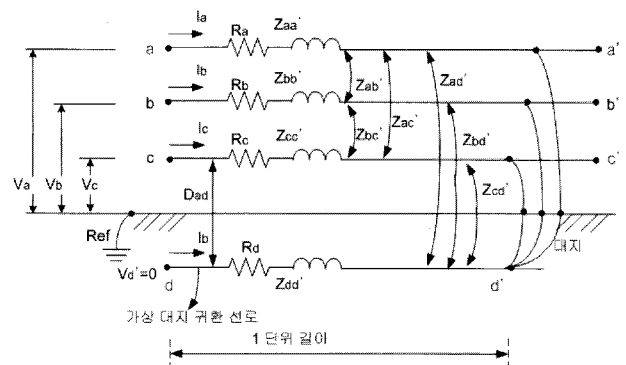 Ia Ra Zaa'
a a'
Ib Rb Zbb' Zab' Zad'
b b'
Ic Rc Zcc' Zbc' Zac' Zbd'
c c'
Va Vb Vc Dad Zcd'
Ref Ib Rd 대지
Vd'=0 d Zdd' d'
가상 대지 귀환 선로
1 단위 길이